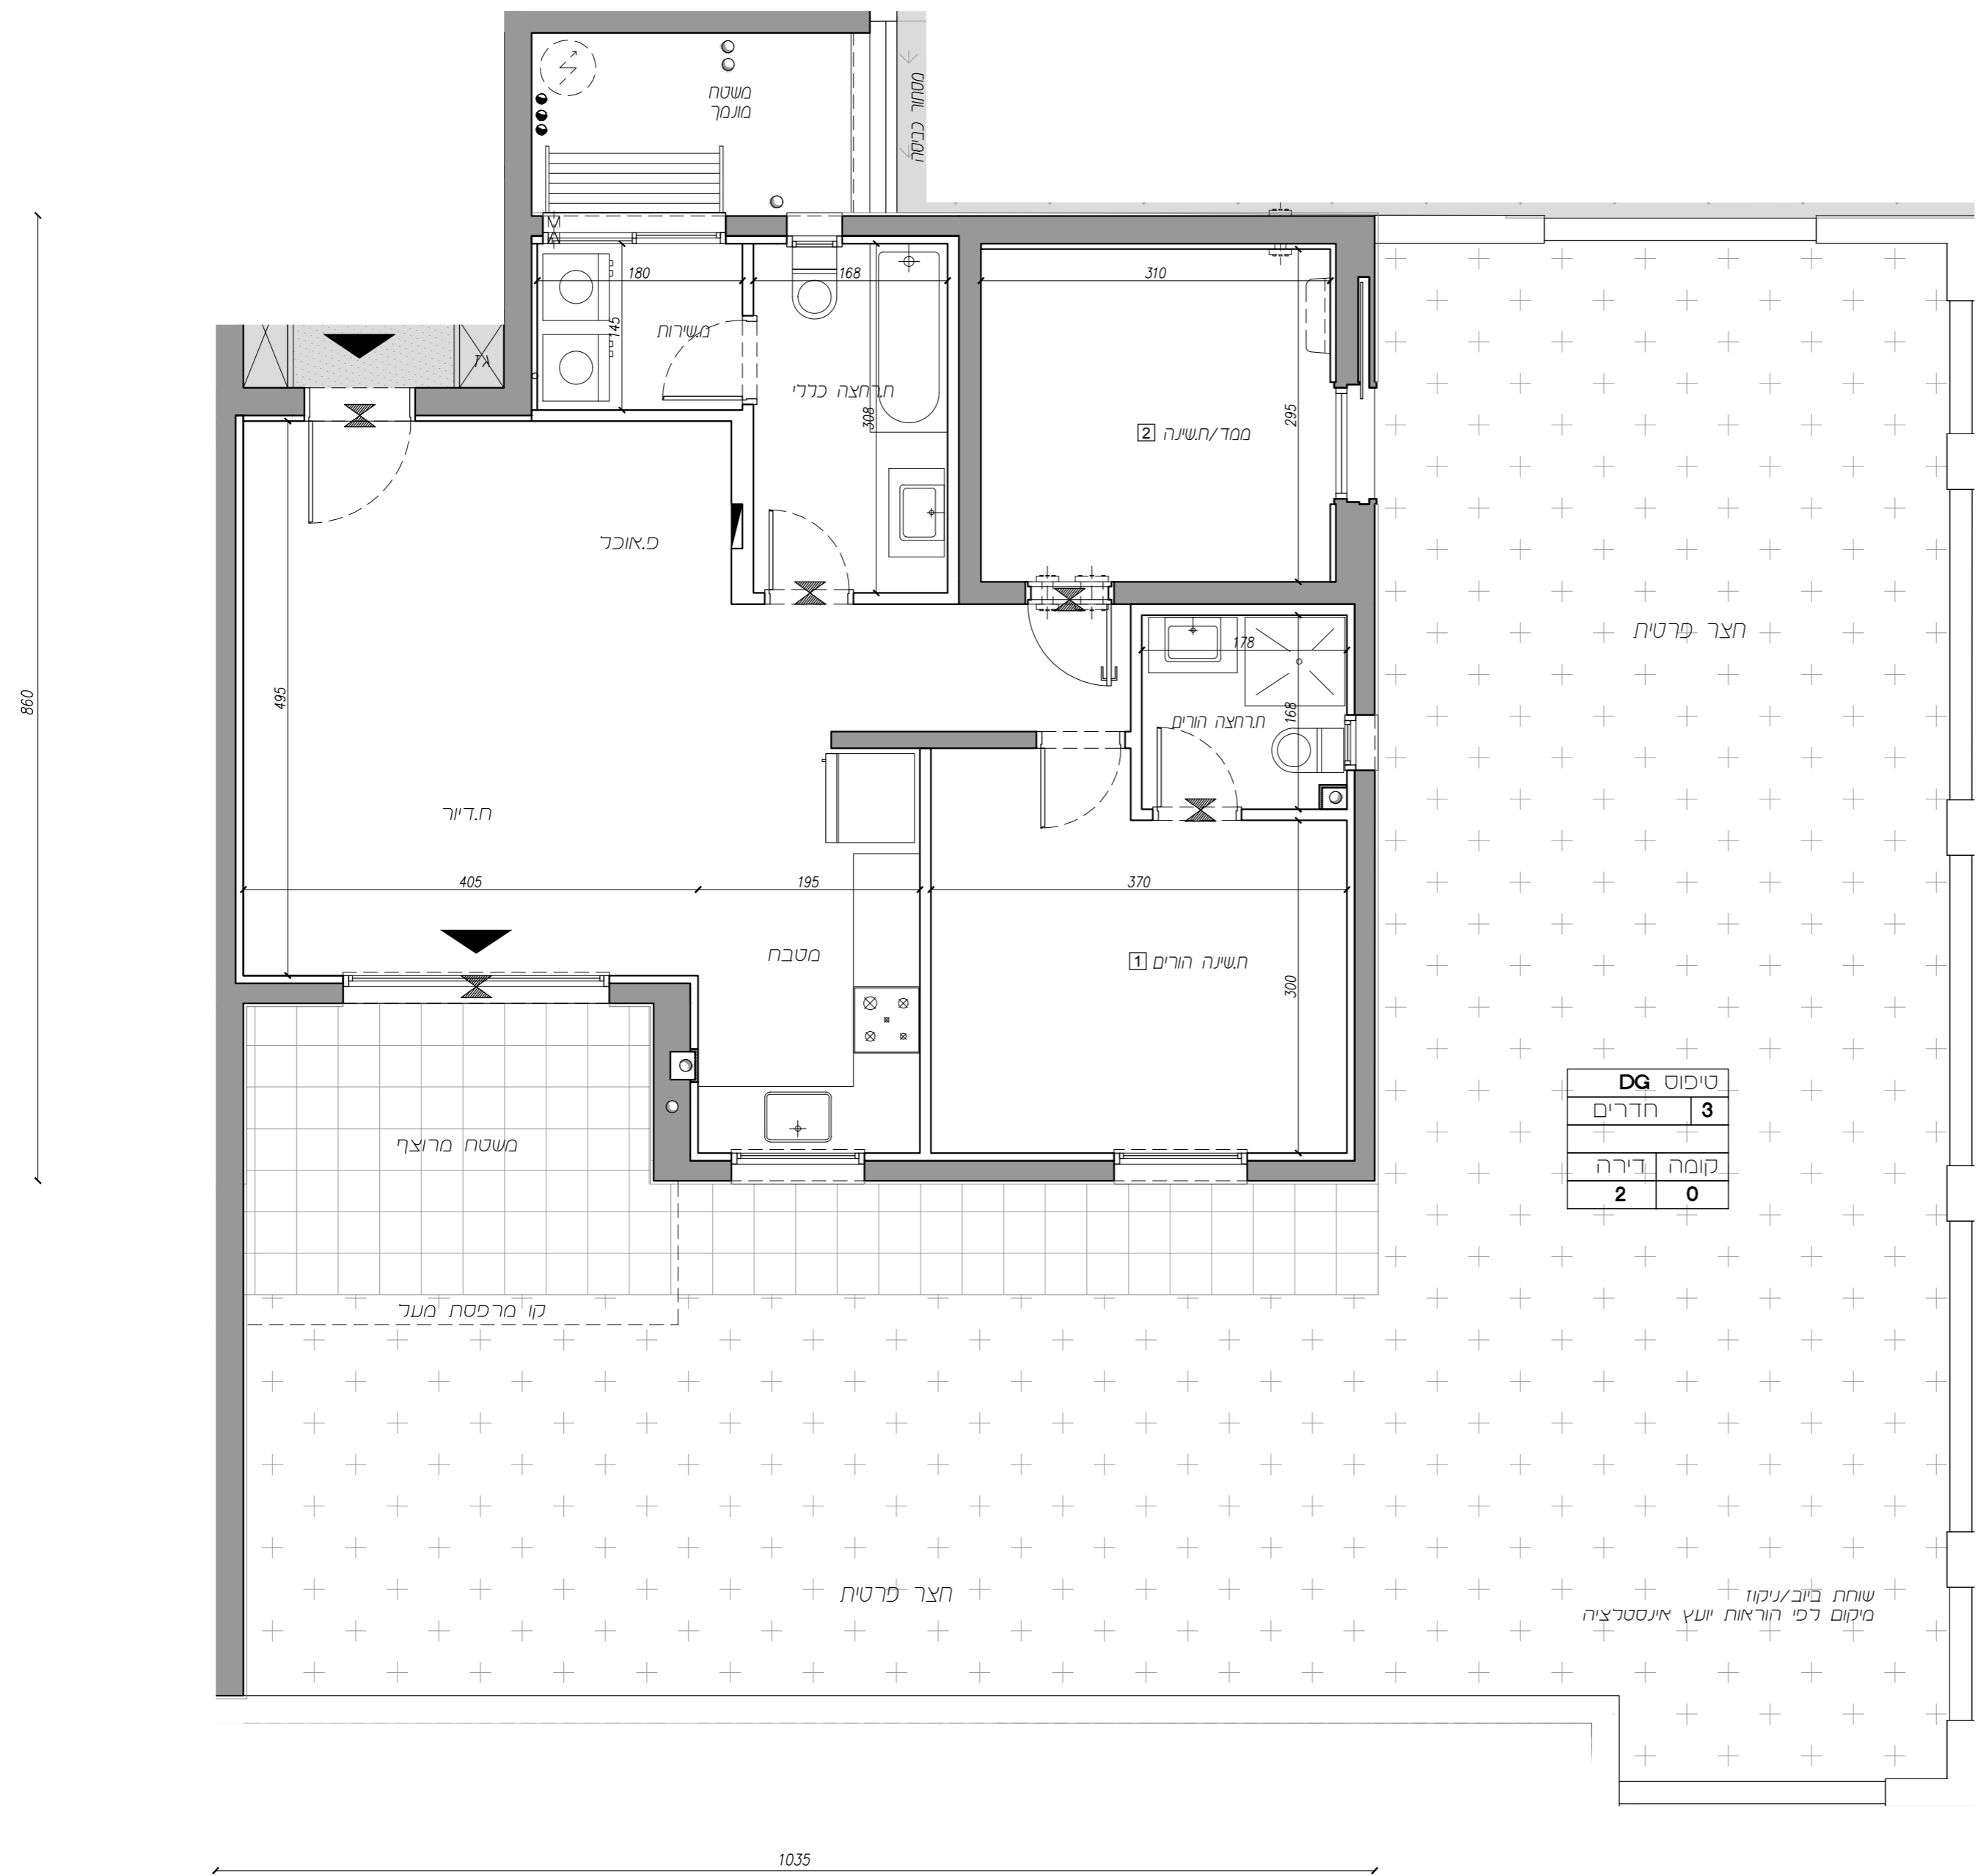 משטח
מונמך
מסתור כביסה
180
168
310
145
מ.שירות
ח.רחצה כללי
308
295
ממד/ח.שינה 2
פ.אוכל
חצר פרטית
178
168
ח.רחצה הורים
860
495
ח.דיור
405
195
370
מטבח
ח.שינה הורים 1
300
טיפוס DG
3 חדרים
קומה דירה
0 2
משטח מרוצף
קו מרפסת מעל
חצר פרטית
שוחת ביוב/ניקוז
מיקום לפי הוראות יועץ אינסטלציה
1035